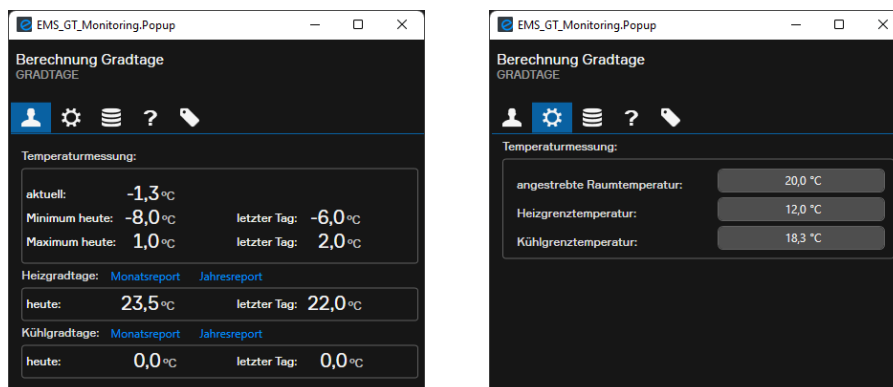 EMS_GT_Monitoring.Popup
Berechnung Gradtage
GRADTAGE
?
Temperaturmessung:
aktuell: -1,3 °C
Minimum heute: -8,0 °C letzter Tag: -6,0 °C
Maximum heute: 1,0 °C letzter Tag: 2,0 °C
Heizgradtage: Monatsreport Jahresreport
heute: 23,5 °C letzter Tag: 22,0 °C
Kühlgradtage: Monatsreport Jahresreport
heute: 0,0 °C letzter Tag: 0,0 °C
EMS_GT_Monitoring.Popup
Berechnung Gradtage
GRADTAGE
?
Temperaturmessung:
angestrebte Raumtemperatur: 20,0 °C
Heizgrenztemperatur: 12,0 °C
Kühlgrenztemperatur: 18,3 °C